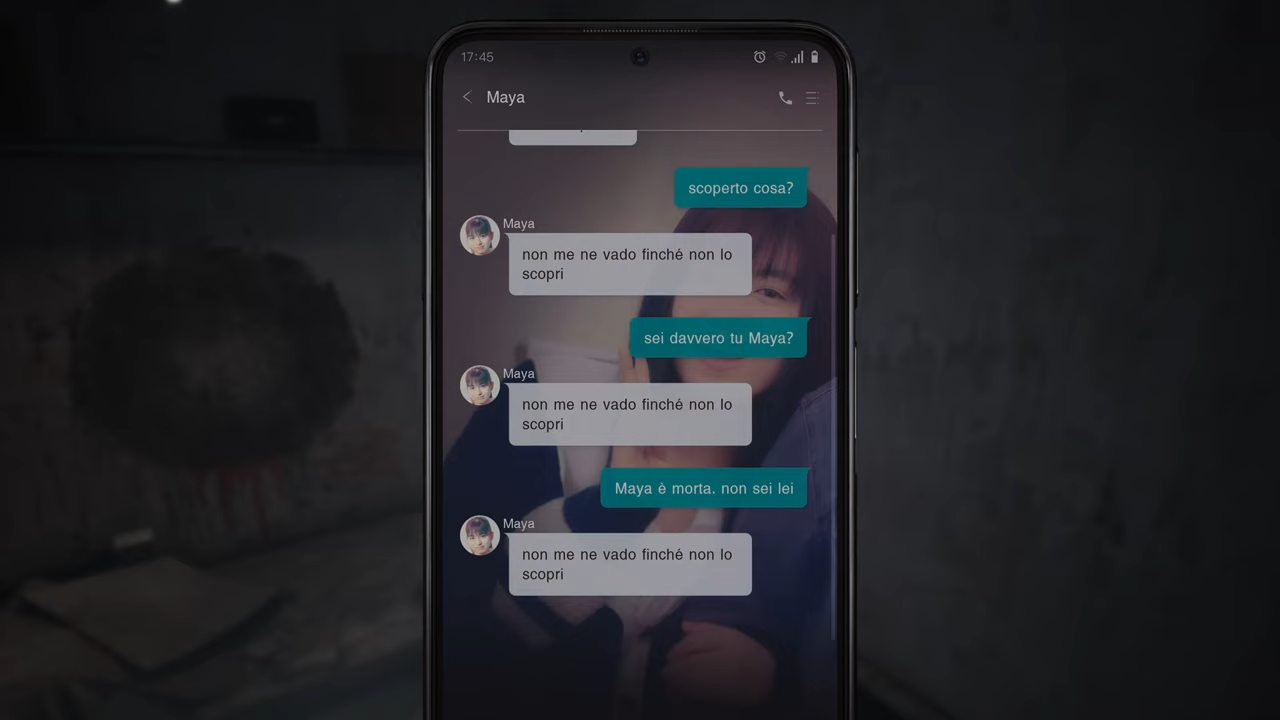 17:45
Maya
scoperto cosa?
Maya
non me ne vado finché non lo
scopri
sei davvero tu Maya?
Maya
non me ne vado finché non lo
scopri
Maya è morta. non sei lei
Maya
non me ne vado finché non lo
scopri